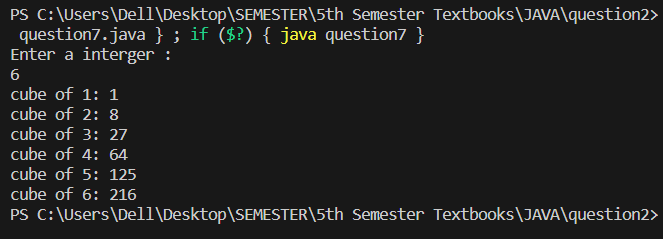 PS C:\Users\Dell\Desktop\SEMESTER\5th Semester Textbooks\JAVA\question2>
question7.java } ; if ($?) { java question7 }
Enter a interger :
6
cube of 1: 1
cube of 2: 8
cube of 3: 27
cube of 4: 64
cube of 5: 125
cube of 6: 216
PS C:\Users\Dell\Desktop\SEMESTER\5th Semester Textbooks\JAVA\question2>